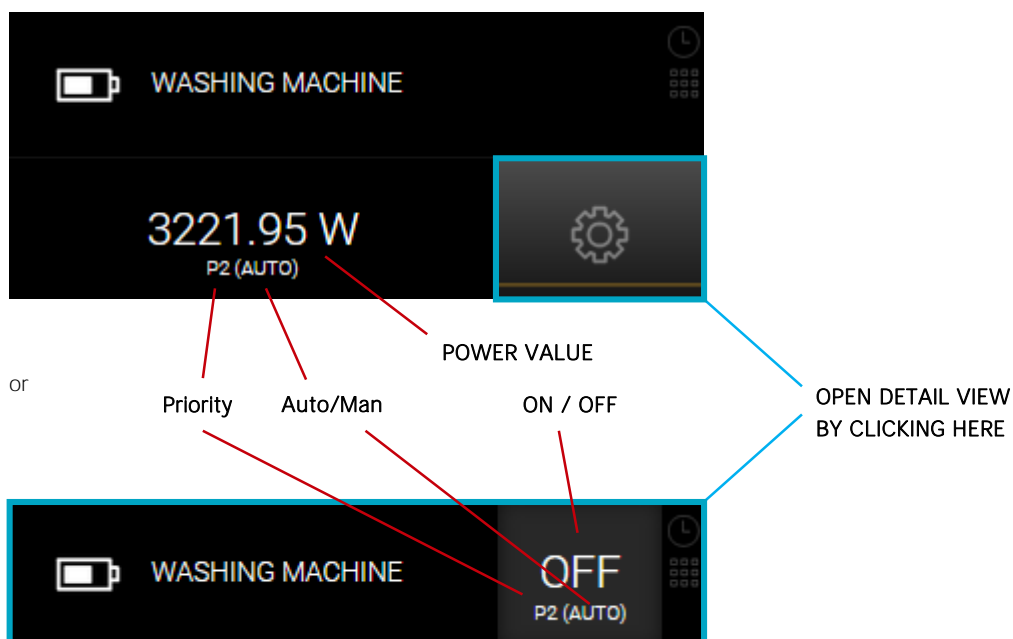 WASHING MACHINE
3221.95 W
P2 (AUTO)
POWER VALUE
or
Priority
Auto/Man
ON / OFF
OPEN DETAIL VIEW
BY CLICKING HERE
WASHING MACHINE
OFF
P2 (AUTO)